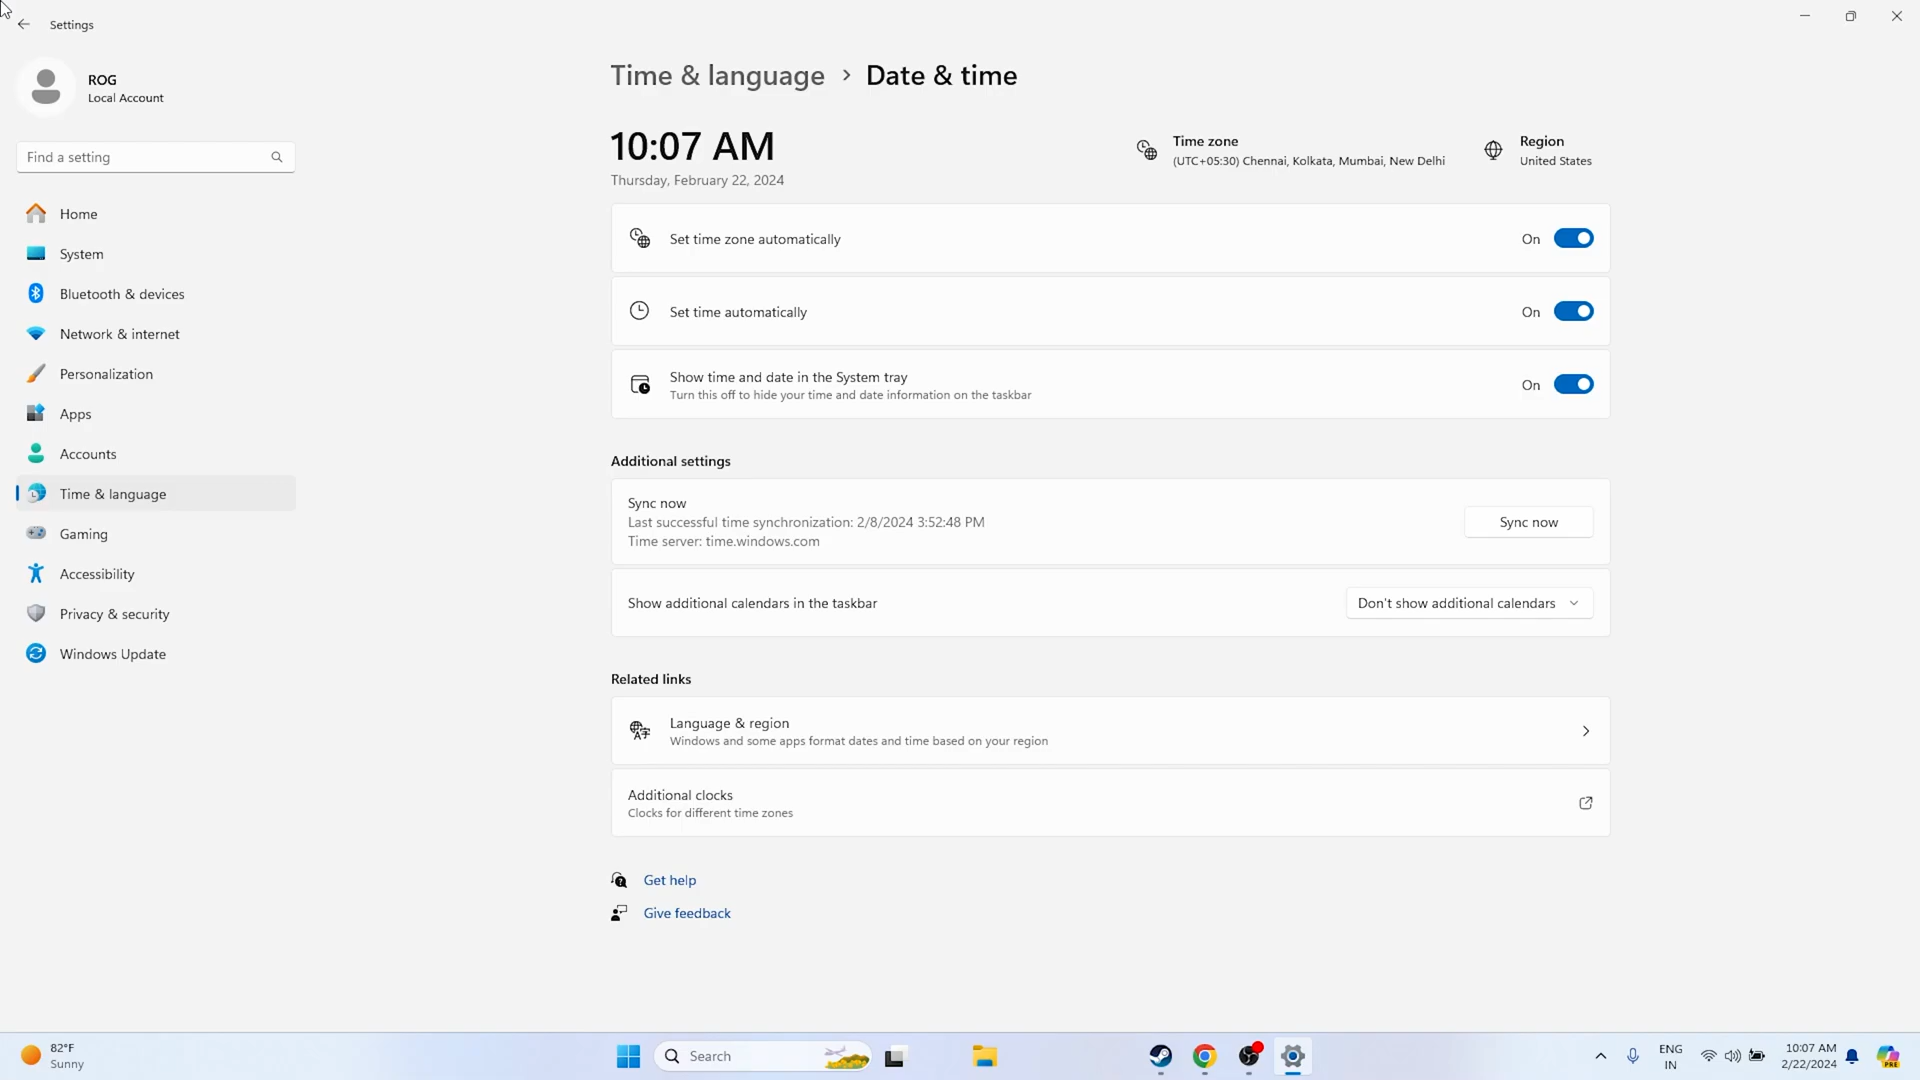 Settings
ROG
Local Account
Find a setting
Home
System
Bluetooth & devices
Network & internet
Personalization
Apps
Accounts
Time & language
Gaming
Accessibility
Privacy & security
Windows Update
Time & language > Date & time
10:07 AM
Thursday, February 22, 2024
Time zone
(UTC+05:30) Chennai, Kolkata, Mumbai, New Delhi
Region
United States
Set time zone automatically On
Set time automatically On
Show time and date in the System tray
Turn this off to hide your time and date information on the taskbar
On
Additional settings
Sync now
Last successful time synchronization: 2/8/2024 3:52:48 PM
Time server: time.windows.com
Sync now
Show additional calendars in the taskbar Don't show additional calendars
Related links
Language & region
Windows and some apps format dates and time based on your region
Additional clocks
Clocks for different time zones
Get help
Give feedback
82°F
Sunny
Search
ENG
IN
10:07 AM
2/22/2024
PRE